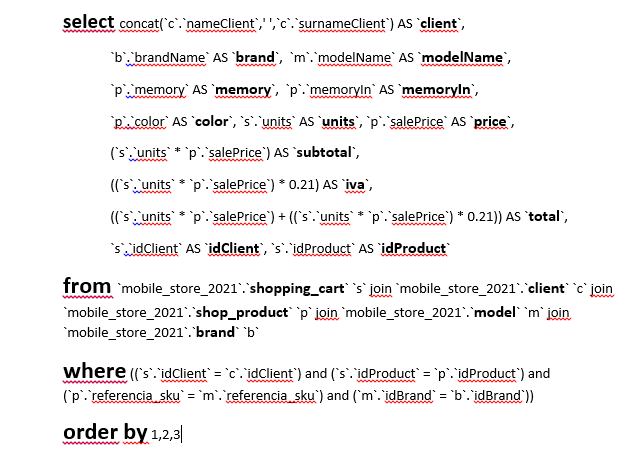 select concat(`c`.`nameClient`,' ',`c`.`surnameClient`) AS `client`,
`b`.`brandName` AS `brand`, `m`.`modelName` AS `modelName`,
`p`.`memory` AS `memory`, `p`.`memoryIn` AS `memoryIn`,
`p`.`color` AS `color`, `s`.`units` AS `units`, `p`.`salePrice` AS `price`,
(`s`.`units` * `p`.`salePrice`) AS `subtotal`,
((`s`.`units` * `p`.`salePrice`) * 0.21) AS `iva`,
((`s`.`units` * `p`.`salePrice`) + ((`s`.`units` * `p`.`salePrice`) * 0.21)) AS `total`,
`s`.`idClient` AS `idClient`, `s`.`idProduct` AS `idProduct`
from `mobile_store_2021`.`shopping_cart` `s` join `mobile_store_2021`.`client` `c` join
`mobile_store_2021`.`shop_product` `p` join `mobile_store_2021`.`model` `m` join
`mobile_store_2021`.`brand` `b`
where ((`s`.`idClient` = `c`.`idClient`) and (`s`.`idProduct` = `p`.`idProduct`) and
(`p`.`referencia_sku` = `m`.`referencia_sku`) and (`m`.`idBrand` = `b`.`idBrand`))
order by 1,2,3